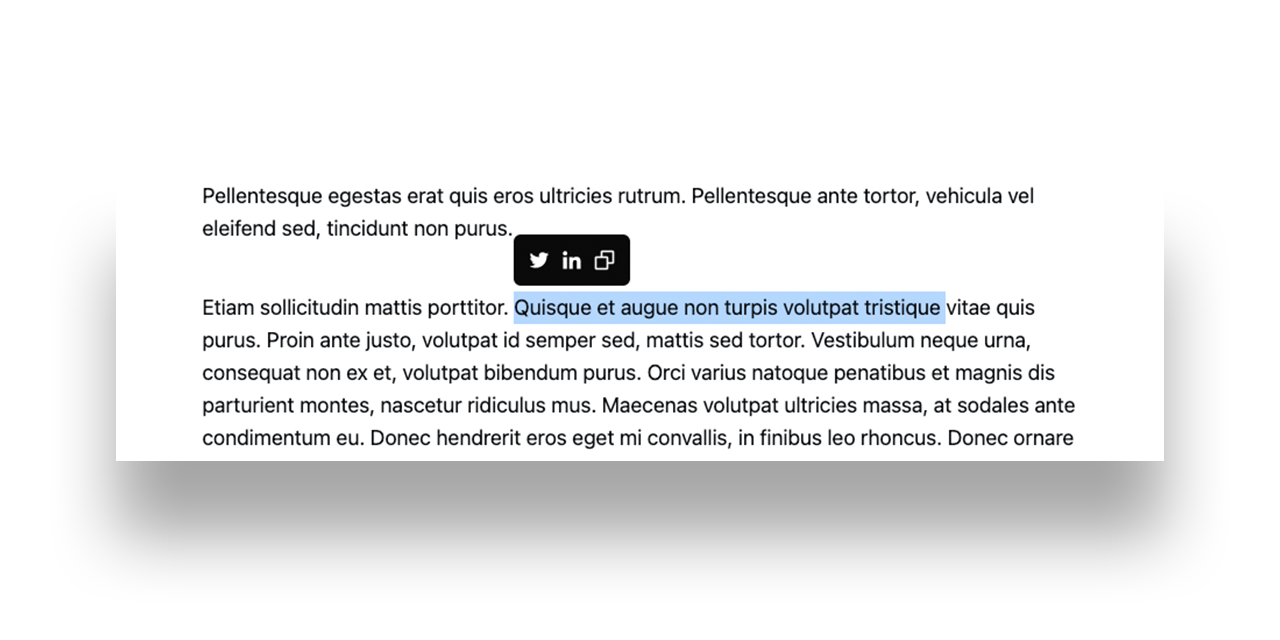 Pellentesque egestas erat quis eros ultricies rutrum. Pellentesque ante tortor, vehicula vel
eleifend sed, tincidunt non purus.
in
Etiam sollicitudin mattis porttitor. Quisque et augue non turpis volutpat tristique vitae quis
purus. Proin ante justo, volutpat id semper sed, mattis sed tortor. Vestibulum neque urna,
consequat non ex et, volutpat bibendum purus. Orci varius natoque penatibus et magnis dis
parturient montes, nascetur ridiculus mus. Maecenas volutpat ultricies massa, at sodales ante
condimentum eu. Donec hendrerit eros eget mi convallis, in finibus leo rhoncus. Donec ornare